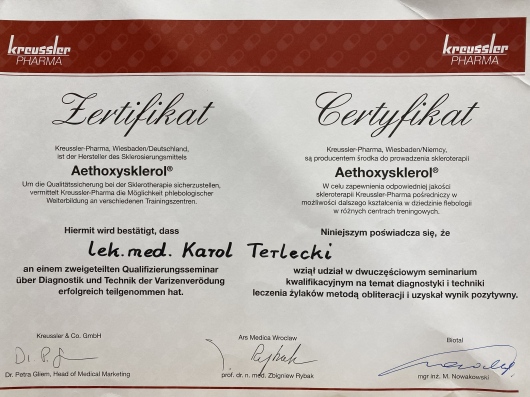 kreussler
PHARMA
kreussler
PHARMA
Zertifikat
Kreussler-Pharma, Wiesbaden/Deutschland,
ist der Hersteller des Sklerosierungsmittels
Aethoxysklerol®
Um die Qualitätssicherung bei der Sklerotherapie sicherzustellen,
vermittelt Kreussler-Pharma die Möglichkeit phlebologischer
Weiterbildung an verschiedenen Trainingszentren.
Hiermit wird bestätigt, dass
Certyfikat
Kreussler-Pharma, Wiesbaden/Niemcy,
są producentem środka do prowadzenia skleroterapii
Aethoxysklerol®
W celu zapewnienia odpowiedniej jakości
skleroterapii Kreussler-Pharma pośredniczy w
możliwości dalszego kształcenia w dziedzinie flebologii
w różnych centrach treningowych.
Niniejszym poświadcza się, że
lek. med. Karol Terlecki
an einem zweigeteilten Qualifizierungsseminar
über Diagnostik und Technik der Varizenverödung
erfolgreich teilgenommen hat.
wziął udział w dwuczęściowym seminarium
kwalifikacyjnym na temat diagnostyki i techniki
leczenia żylaków metodą obliteracji i uzyskał wynik pozytywny.
Kreussler & Co. GmbH
Dr. Petra Gliem, Head of Medical Marketing
Ars Medica Wrocław
Rybak
prof. dr. n. med. Zbigniew Rybak
Biotal
mgr inż. M. Nowakowski